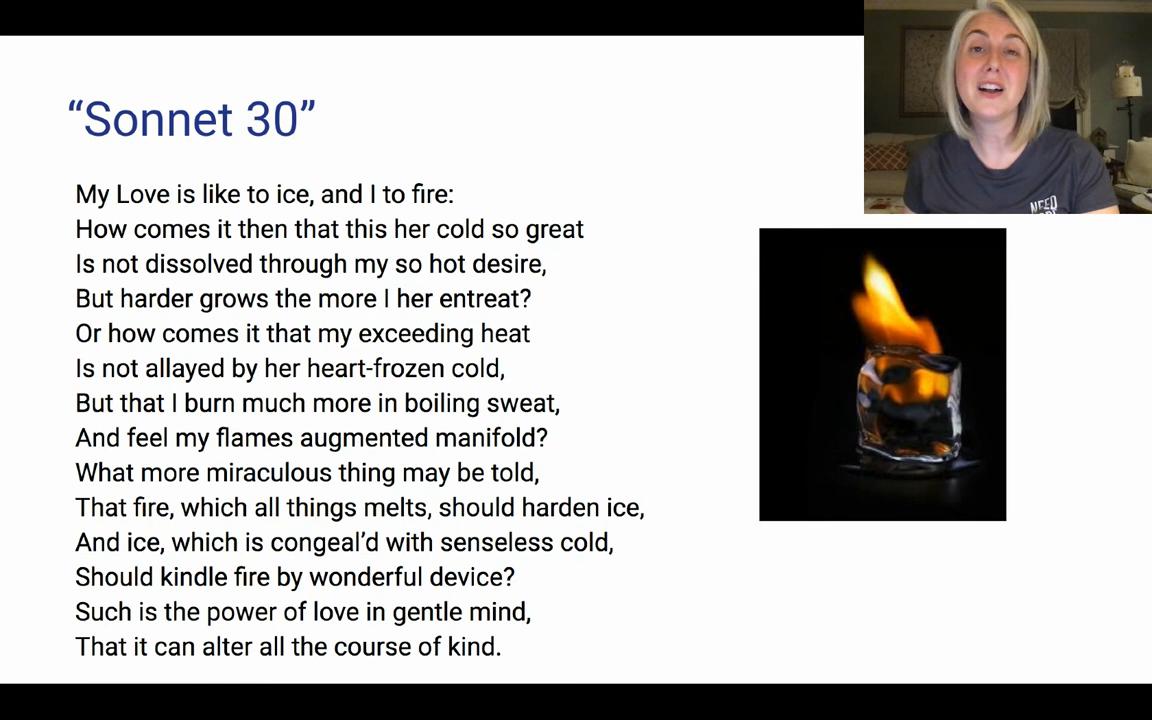 “Sonnet 30”
My Love is like to ice, and I to fire:
How comes it then that this her cold so great
Is not dissolved through my so hot desire,
But harder grows the more I her entreat?
Or how comes it that my exceeding heat
Is not allayed by her heart-frozen cold,
But that I burn much more in boiling sweat,
And feel my flames augmented manifold?
What more miraculous thing may be told,
That fire, which all things melts, should harden ice,
And ice, which is congeal’d with senseless cold,
Should kindle fire by wonderful device?
Such is the power of love in gentle mind,
That it can alter all the course of kind.
NEED